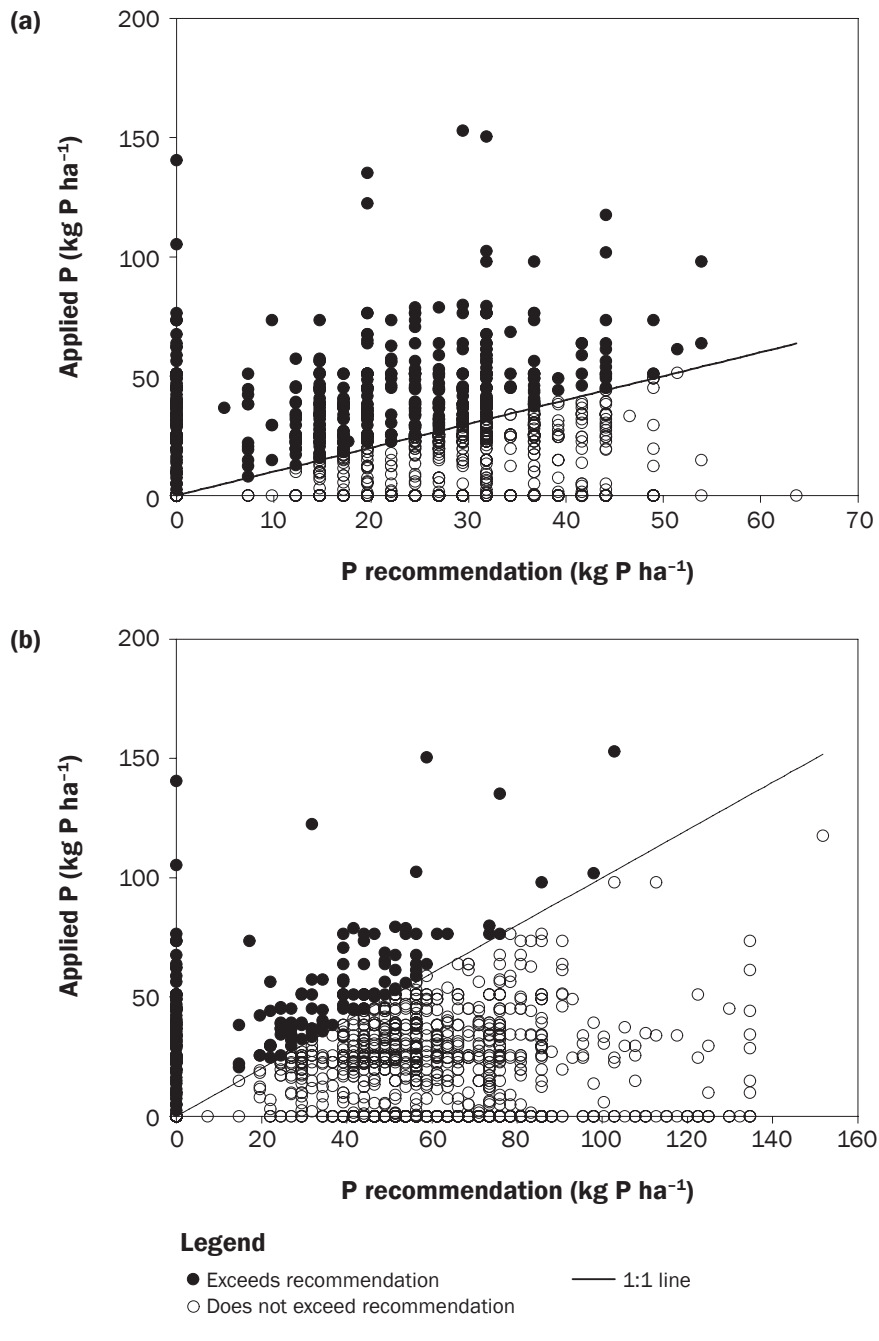 (a)
200
150
100
50
0
Applied P (kg P ha⁻¹)
0 10 20 30 40 50 60 70
P recommendation (kg P ha⁻¹)
(b)
200
150
100
50
0
Applied P (kg P ha⁻¹)
0 20 40 60 80 100 120 140 160
P recommendation (kg P ha⁻¹)
Legend
Exceeds recommendation
1:1 line
Does not exceed recommendation